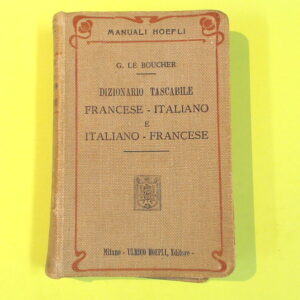 MANUALI HOEPLI
G. LE BOUCHER
DIZIONARIO TASCABILE
FRANCESE - ITALIANO
E
ITALIANO - FRANCESE
Milano - ULRICO HOEPLI, Editore -